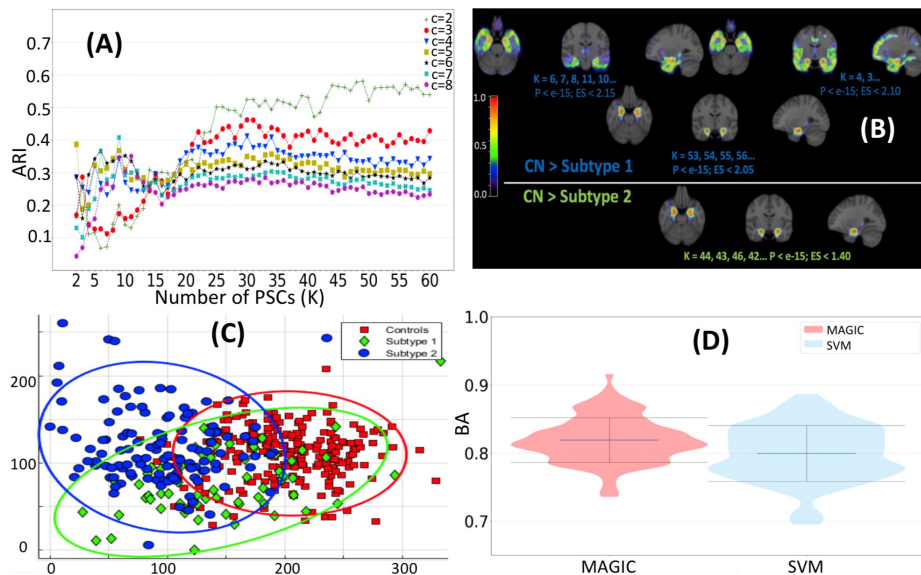 (A)
c=2
c=3
c=4
c=5
c=6
c=7
c=8
ARI
0.7
0.6
0.5
0.4
0.3
0.2
0.1
2 5 10 15 20 25 30 35 40 45 50 55 60
Number of PSCs (K)
(B)
1.0
0.5
0.0
K = 6, 7, 8, 11, 10...
P < e-15; ES < 2.15
K = 4, 3...
P < e-15; ES < 2.10
K = 53, 54, 55, 56...
P < e-15; ES < 2.05
CN > Subtype 1
CN > Subtype 2
K = 44, 43, 46, 42... P < e-15; ES < 1.40
(C)
Controls
Subtype 1
Subtype 2
200
100
0
0 100 200 300
(D)
MAGIC
SVM
BA
1.0
0.9
0.8
0.7
MAGIC SVM